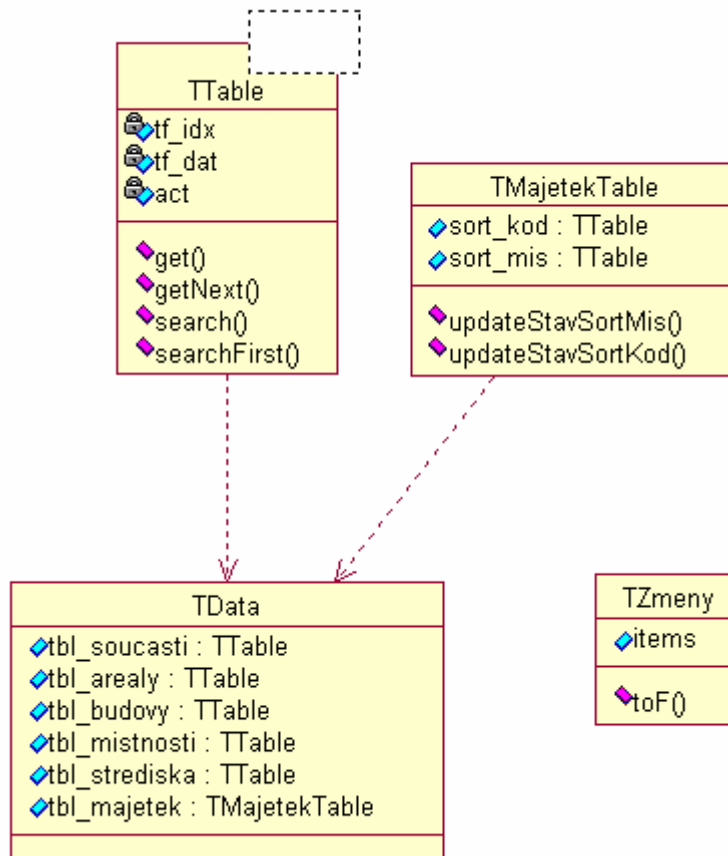 TTable
tf_idx
tf_dat
act
get()
getNext()
search()
searchFirst()
TMajetekTable
sort_kod : TTable
sort_mis : TTable
updateStavSortMis()
updateStavSortKod()
TData
tbl_soucasti : TTable
tbl_arealy : TTable
tbl_budovy : TTable
tbl_mistnosti : TTable
tbl_strediska : TTable
tbl_majetek : TMajetekTable
TZmeny
items
toF()